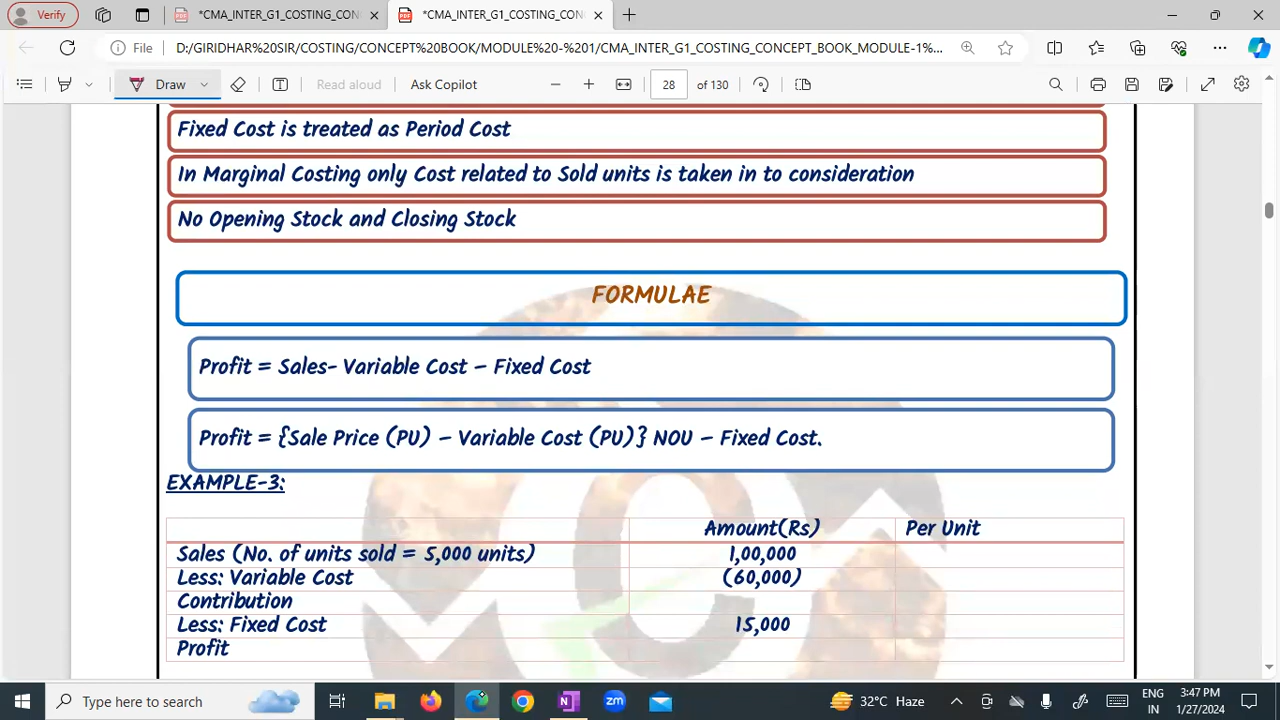 Verify
*CMA_INTER_G1_COSTING_CON
*CMA_INTER_G1_COSTING_CON
File
D:/GIRIDHAR%20SIR/COSTING/CONCEPT%20BOOK/MODULE%20-%201/CMA_INTER_G1_COSTING_CONCEPT_BOOK_MODULE-1%...
Draw
Read aloud
Ask Copilot
28 of 130
Fixed Cost is treated as Period Cost
In Marginal Costing only Cost related to Sold units is taken in to consideration
No Opening Stock and Closing Stock
FORMULAE
Profit = Sales- Variable Cost – Fixed Cost
Profit = {Sale Price (PU) – Variable Cost (PU)} NOU – Fixed Cost.
EXAMPLE-3:
Amount(Rs) Per Unit
Sales (No. of units sold = 5,000 units) 1,00,000
Less: Variable Cost (60,000)
Contribution
Less: Fixed Cost 15,000
Profit
Type here to search
32°C Haze
ENG
IN
3:47 PM
1/27/2024